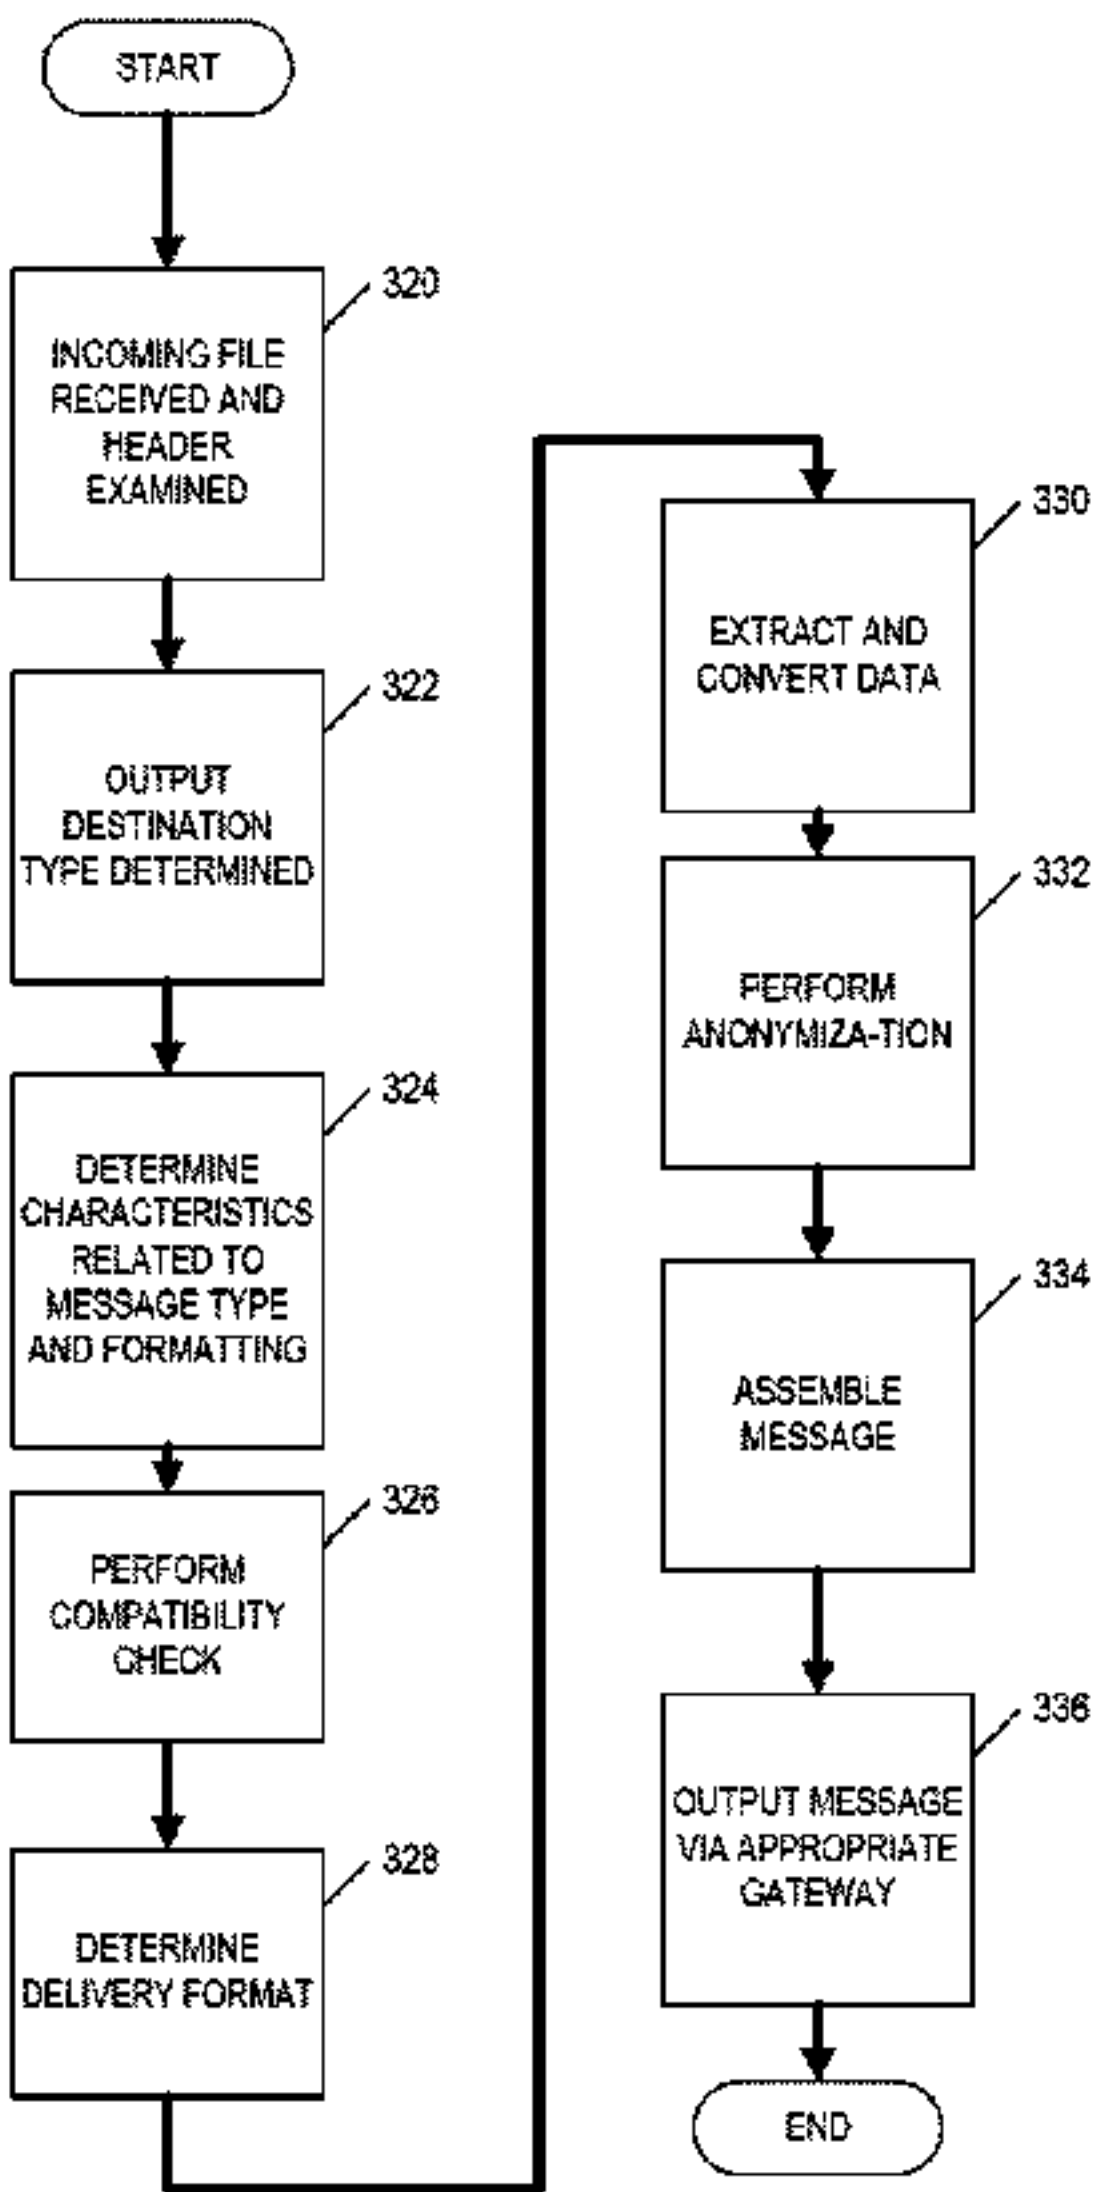 START
320
INCOMING FILE
RECEIVED AND
HEADER
EXAMINED
322
OUTPUT
DESTINATION
TYPE DETERMINED
324
DETERMINE
CHARACTERISTICS
RELATED TO
MESSAGE TYPE
AND FORMATTING
326
PERFORM
COMPATIBILITY
CHECK
328
DETERMINE
DELIVERY FORMAT
330
EXTRACT AND
CONVERT DATA
332
PERFORM
ANONYMIZA-TION
334
ASSEMBLE
MESSAGE
336
OUTPUT MESSAGE
VIA APPROPRIATE
GATEWAY
END